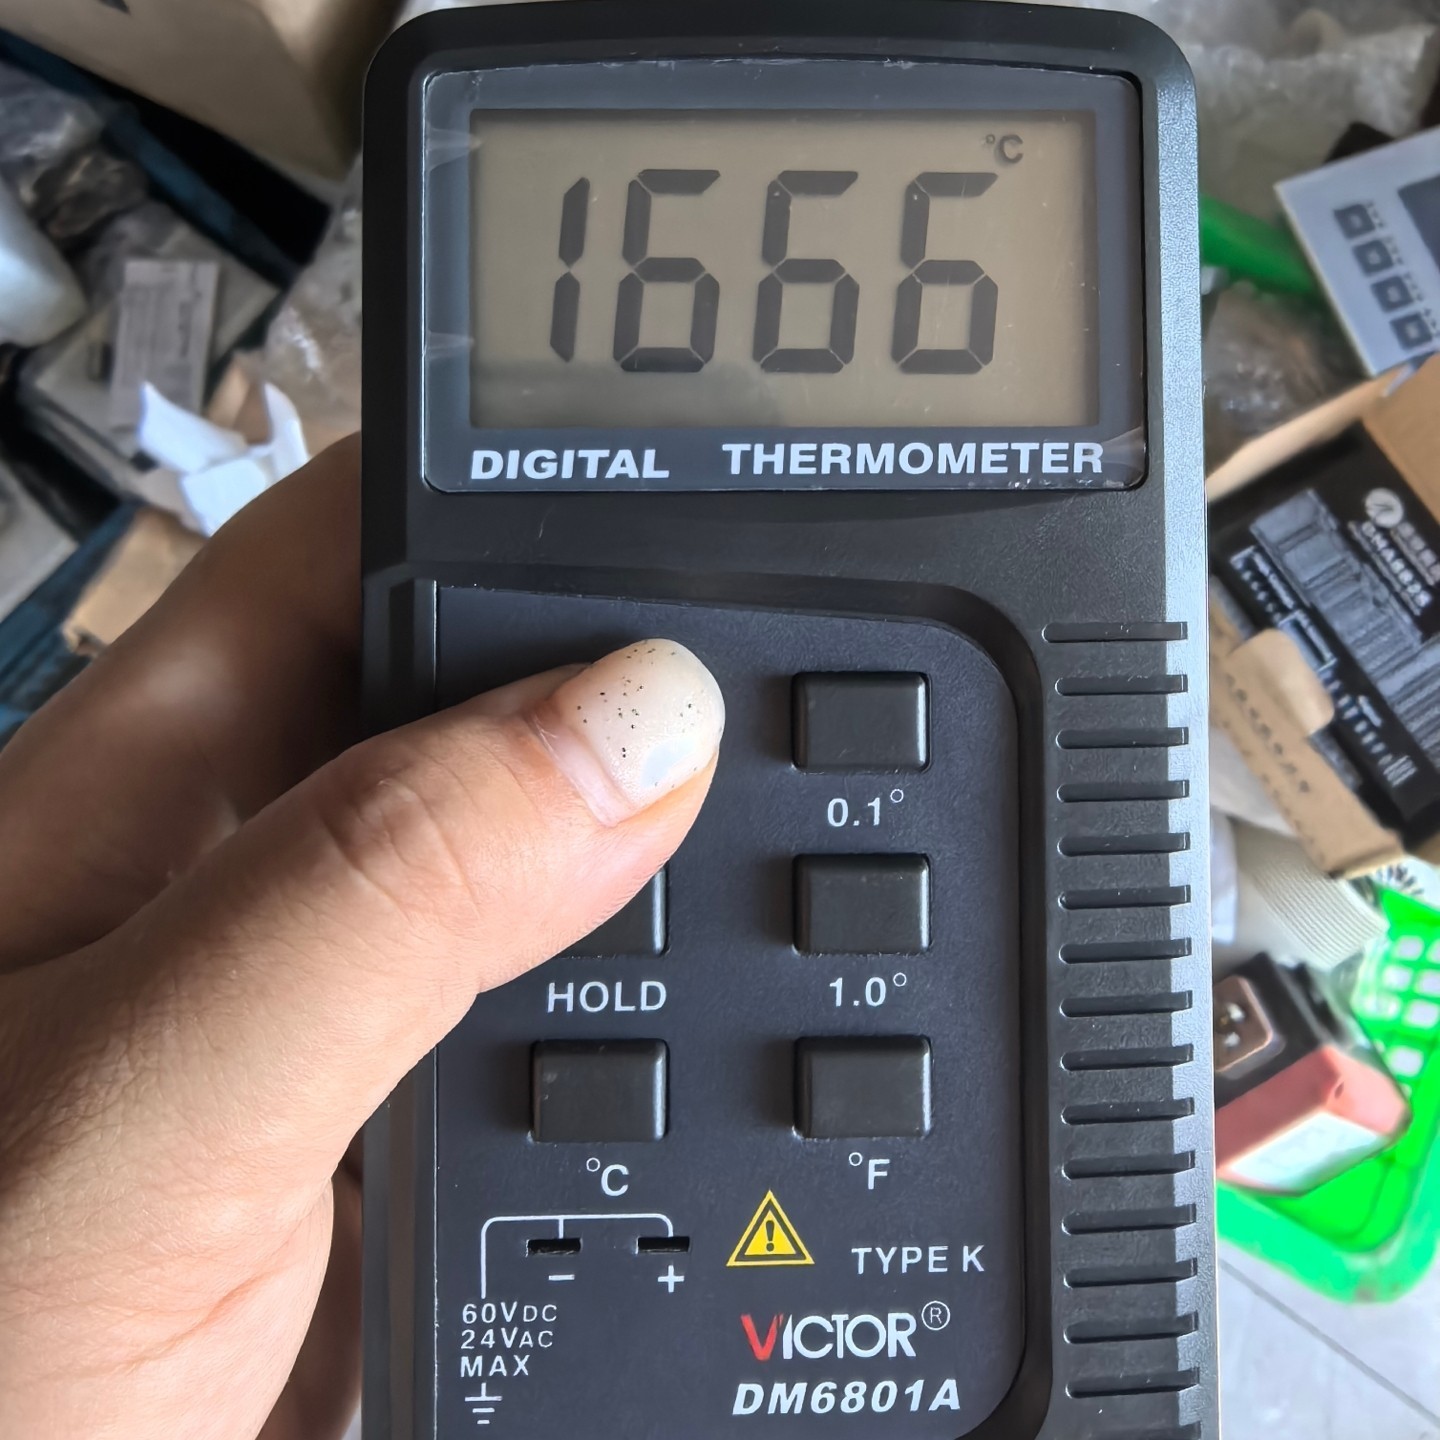 °C
1666
DIGITAL THERMOMETER
0.1°
HOLD
1.0°
°C
°F
− +
TYPE K
60VDC
24VAC
MAX
VICTOR®
DM6801A